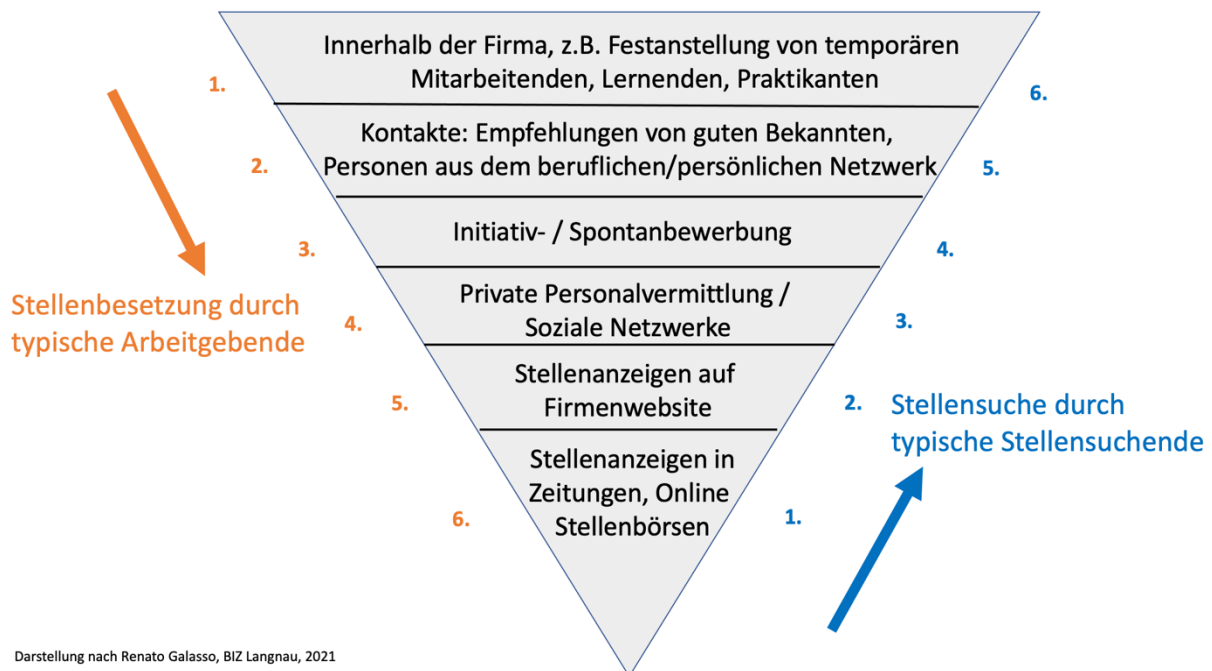 Innerhalb der Firma, z.B. Festanstellung von temporären
Mitarbeitenden, Lernenden, Praktikanten
1.
6.
Kontakte: Empfehlungen von guten Bekannten,
Personen aus dem beruflichen/persönlichen Netzwerk
2.
5.
Initiativ- / Spontanbewerbung
3.
4.
Private Personalvermittlung /
Soziale Netzwerke
4.
3.
Stellenbesetzung durch
typische Arbeitgebende
Stellenanzeigen auf
Firmenwebsite
5.
2.
Stellensuche durch
typische Stellensuchende
Stellenanzeigen in
Zeitungen, Online
Stellenbörsen
6.
1.
Darstellung nach Renato Galasso, BIZ Langnau, 2021